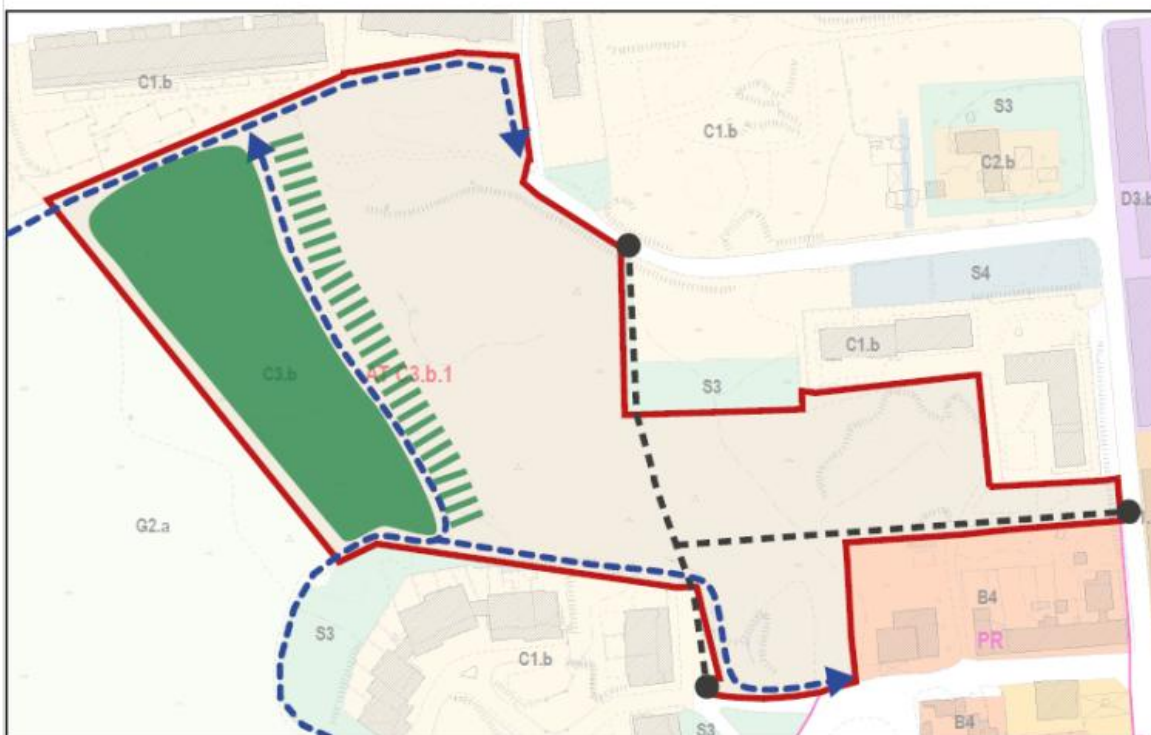 C1.b
S3
C1.b
C2.b
D3.b
S4
C1.b
AT C3.b.1
C3.b
S3
G2.a
B4
S3
C1.b
PR
B4
S3